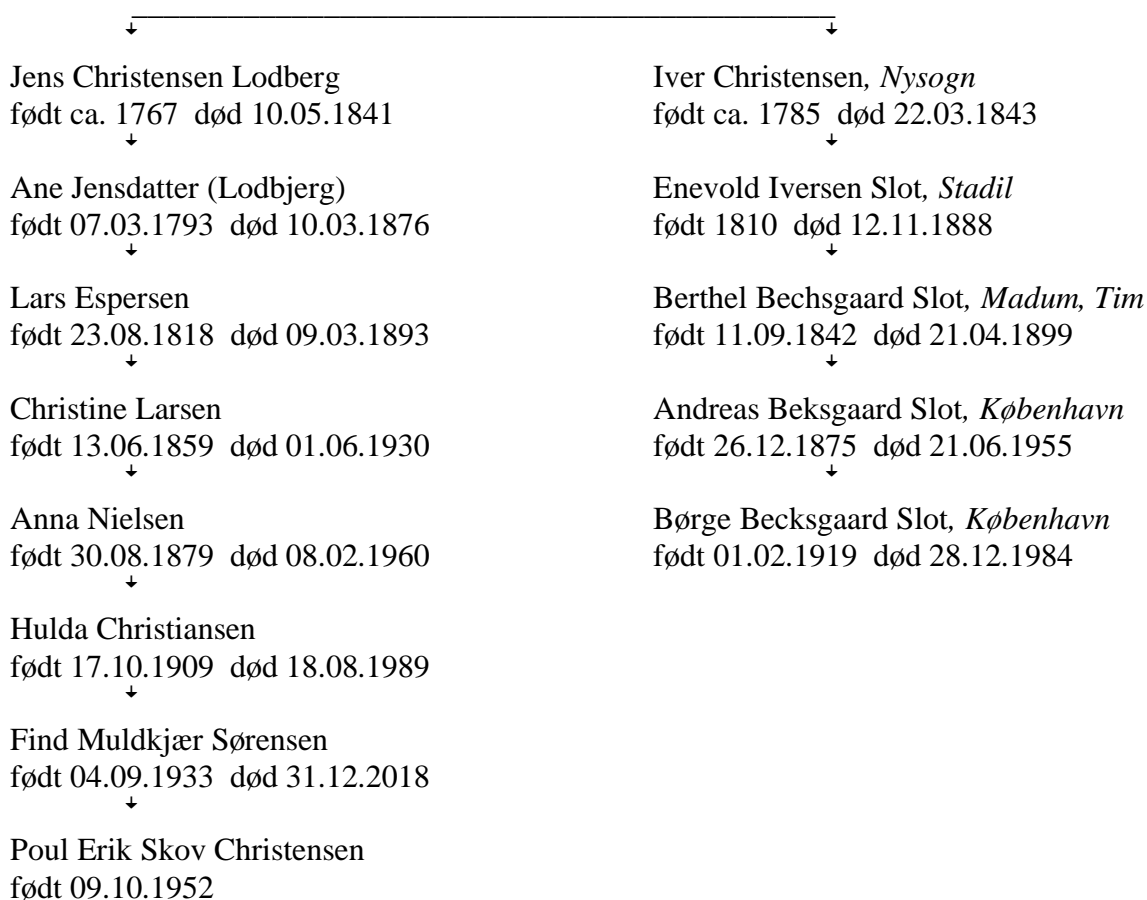 Jens Christensen Lodberg
født ca. 1767 død 10.05.1841
Ane Jensdatter (Lodbjerg)
født 07.03.1793 død 10.03.1876
Lars Espersen
født 23.08.1818 død 09.03.1893
Christine Larsen
født 13.06.1859 død 01.06.1930
Anna Nielsen
født 30.08.1879 død 08.02.1960
Hulda Christiansen
født 17.10.1909 død 18.08.1989
Find Muldkjær Sørensen
født 04.09.1933 død 31.12.2018
Poul Erik Skov Christensen
født 09.10.1952
Iver Christensen, Nysogn
født ca. 1785 død 22.03.1843
Enevold Iversen Slot, Stadil
født 1810 død 12.11.1888
Berthel Bechsgaard Slot, Madum, Tim
født 11.09.1842 død 21.04.1899
Andreas Beksgaard Slot, København
født 26.12.1875 død 21.06.1955
Børge Becksgaard Slot, København
født 01.02.1919 død 28.12.1984